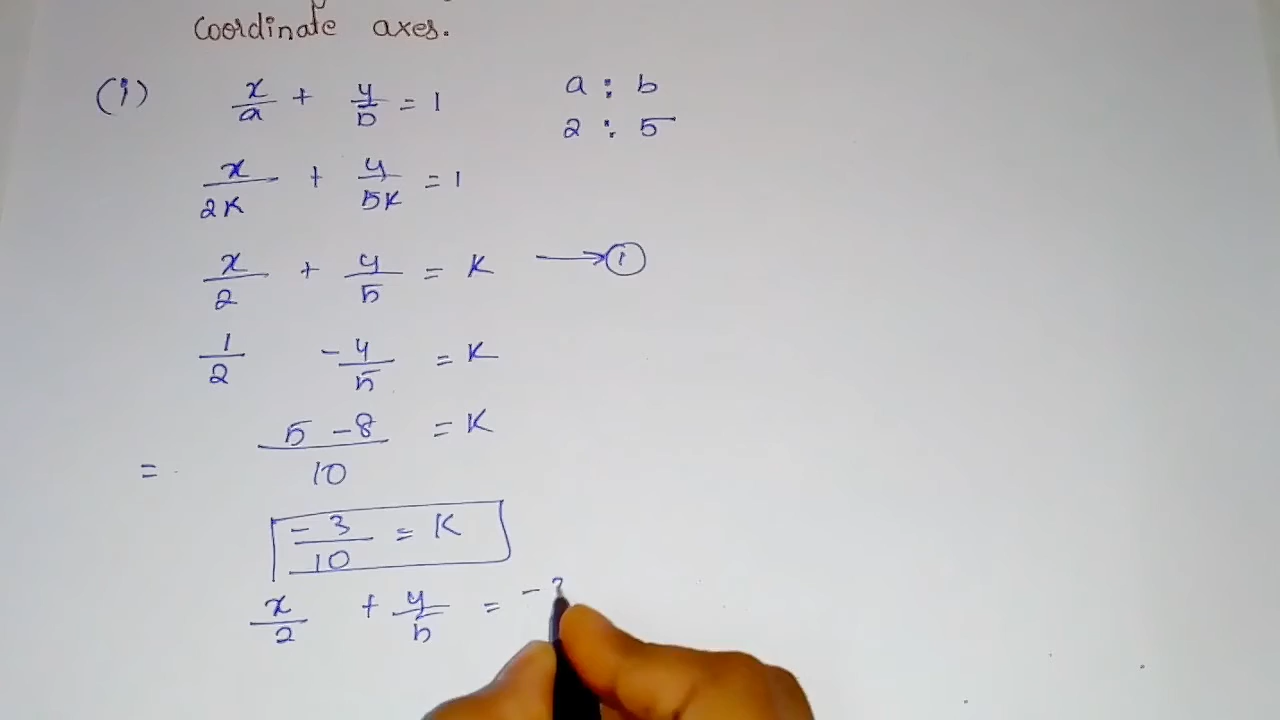 Coordinate axes.
(i) x/a + y/b = 1 a : b
2 : 5
x/2K + y/5K = 1
x/2 + y/5 = K → ①
1/2 - 4/5 = K
= 5 - 8/10 = K
- 3/10 = K
x/2 + y/5 = -